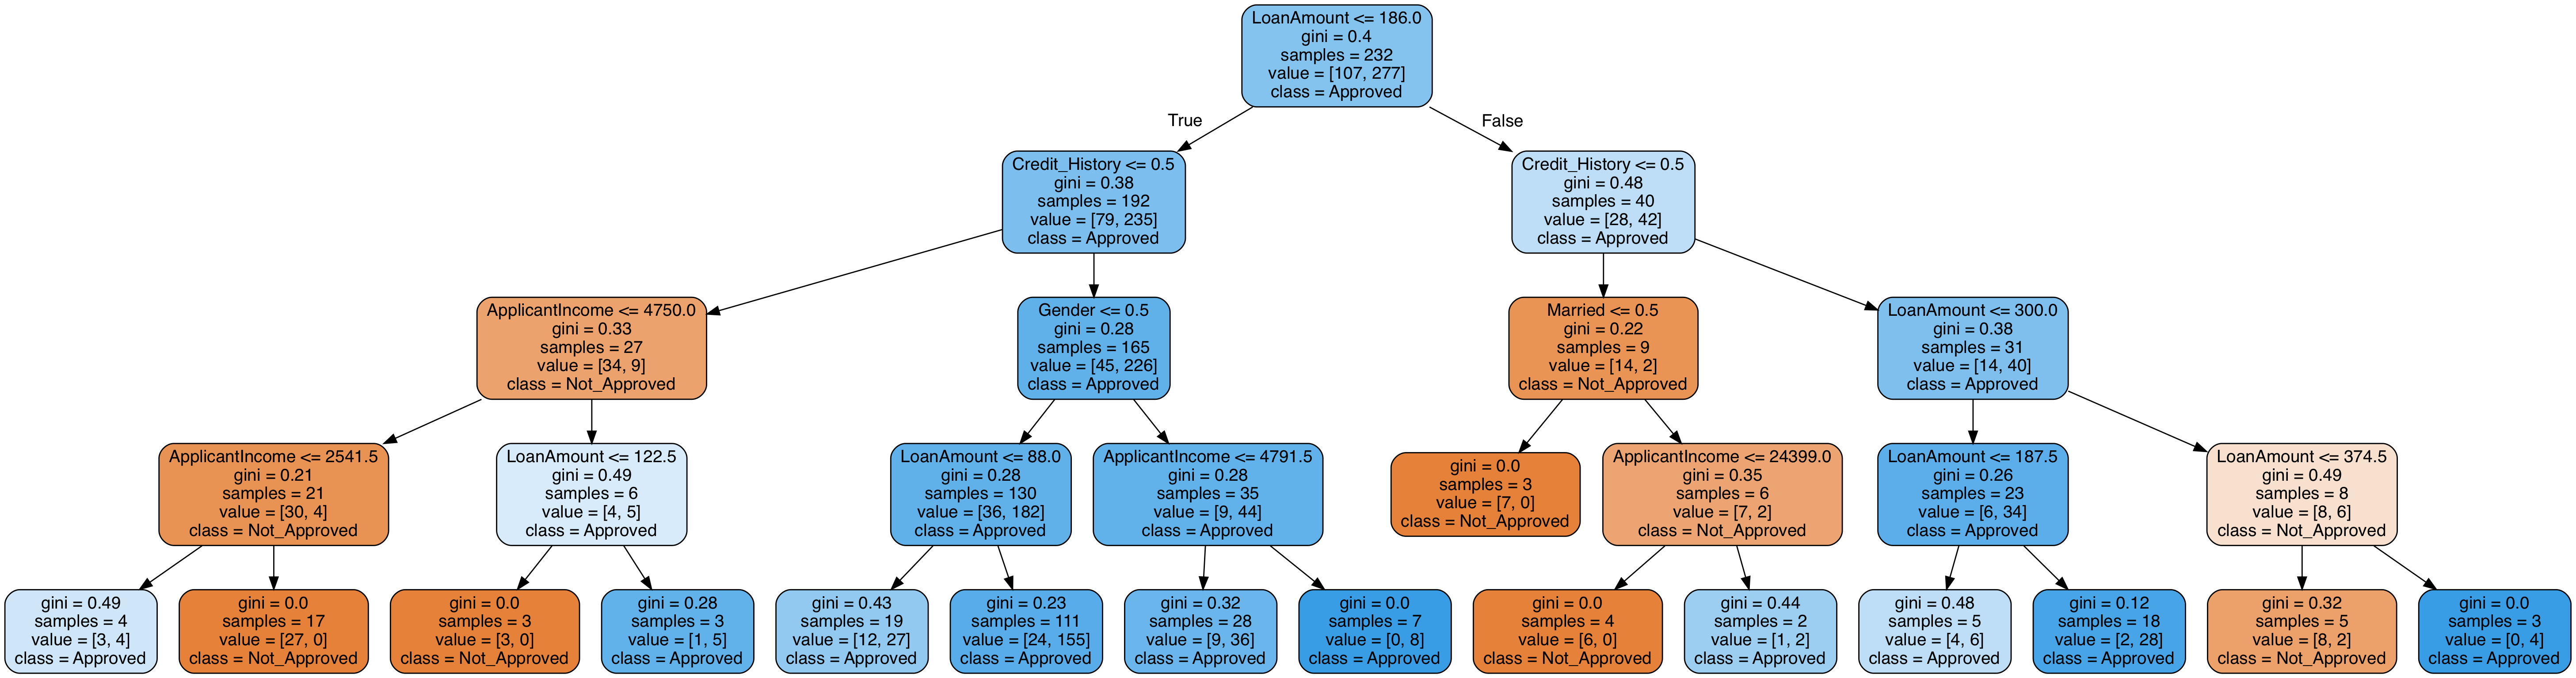 LoanAmount <= 186.0
gini = 0.4
samples = 232
value = [107, 277]
class = Approved
True
False
Credit_History <= 0.5
gini = 0.38
samples = 192
value = [79, 235]
class = Approved
Credit_History <= 0.5
gini = 0.48
samples = 40
value = [28, 42]
class = Approved
ApplicantIncome <= 4750.0
gini = 0.33
samples = 27
value = [34, 9]
class = Not_Approved
Gender <= 0.5
gini = 0.28
samples = 165
value = [45, 226]
class = Approved
Married <= 0.5
gini = 0.22
samples = 9
value = [14, 2]
class = Not_Approved
LoanAmount <= 300.0
gini = 0.38
samples = 31
value = [14, 40]
class = Approved
ApplicantIncome <= 2541.5
gini = 0.21
samples = 21
value = [30, 4]
class = Not_Approved
LoanAmount <= 122.5
gini = 0.49
samples = 6
value = [4, 5]
class = Approved
LoanAmount <= 88.0
gini = 0.28
samples = 130
value = [36, 182]
class = Approved
ApplicantIncome <= 4791.5
gini = 0.28
samples = 35
value = [9, 44]
class = Approved
gini = 0.0
samples = 3
value = [7, 0]
class = Not_Approved
ApplicantIncome <= 24399.0
gini = 0.35
samples = 6
value = [7, 2]
class = Not_Approved
LoanAmount <= 187.5
gini = 0.26
samples = 23
value = [6, 34]
class = Approved
LoanAmount <= 374.5
gini = 0.49
samples = 8
value = [8, 6]
class = Not_Approved
gini = 0.49
samples = 4
value = [3, 4]
class = Approved
gini = 0.0
samples = 17
value = [27, 0]
class = Not_Approved
gini = 0.0
samples = 3
value = [3, 0]
class = Not_Approved
gini = 0.28
samples = 3
value = [1, 5]
class = Approved
gini = 0.43
samples = 19
value = [12, 27]
class = Approved
gini = 0.23
samples = 111
value = [24, 155]
class = Approved
gini = 0.32
samples = 28
value = [9, 36]
class = Approved
gini = 0.0
samples = 7
value = [0, 8]
class = Approved
gini = 0.0
samples = 4
value = [6, 0]
class = Not_Approved
gini = 0.44
samples = 2
value = [1, 2]
class = Approved
gini = 0.48
samples = 5
value = [4, 6]
class = Approved
gini = 0.12
samples = 18
value = [2, 28]
class = Approved
gini = 0.32
samples = 5
value = [8, 2]
class = Not_Approved
gini = 0.0
samples = 3
value = [0, 4]
class = Approved